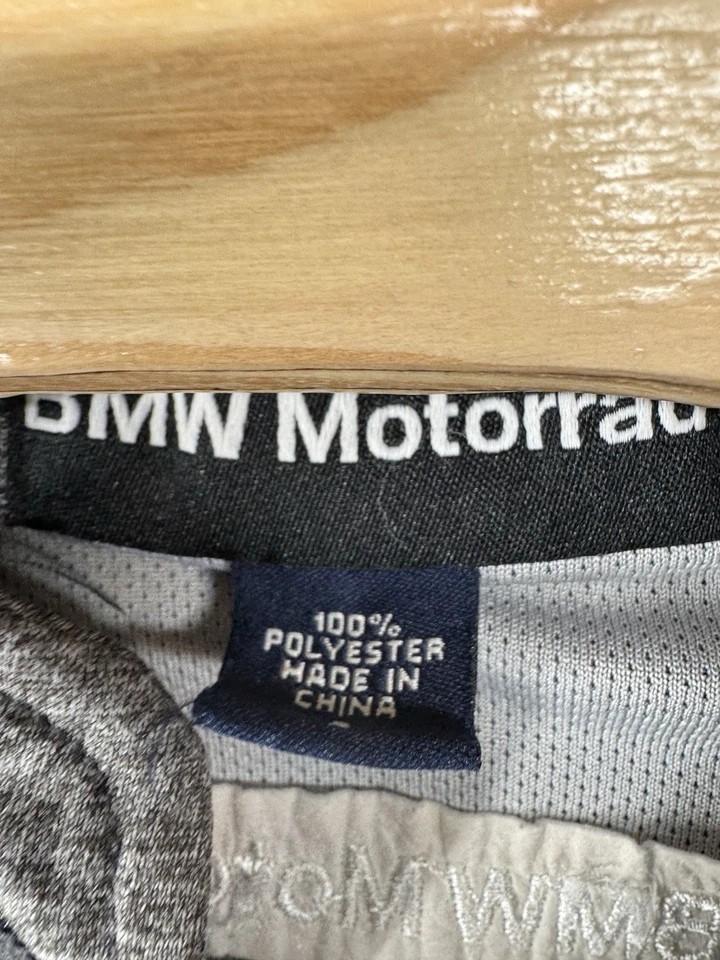 BMW Motorrad
100%
POLYESTER
MADE IN
CHINA